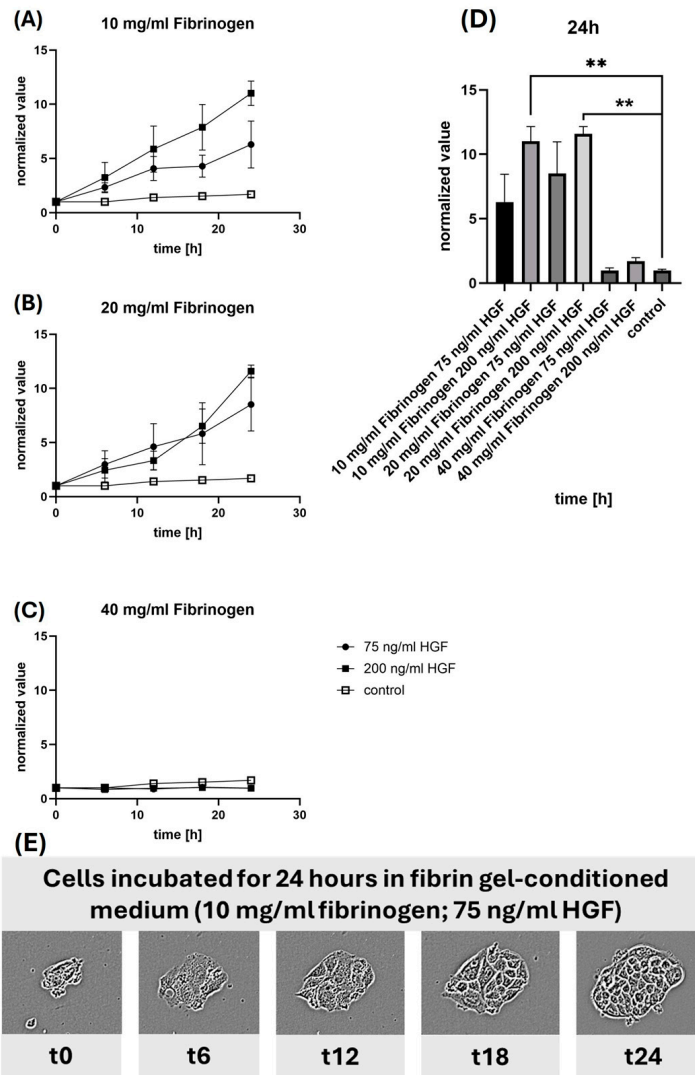 (A)
10 mg/ml Fibrinogen
15
10
5
0
normalized value
0
10
20
30
time [h]
(B)
20 mg/ml Fibrinogen
15
10
5
0
normalized value
0
10
20
30
time [h]
(C)
40 mg/ml Fibrinogen
15
10
5
0
normalized value
0
10
20
30
time [h]
75 ng/ml HGF
200 ng/ml HGF
control
(D)
24h
**
**
15
10
5
0
normalized value
10 mg/ml Fibrinogen 75 ng/ml HGF
10 mg/ml Fibrinogen 200 ng/ml HGF
20 mg/ml Fibrinogen 75 ng/ml HGF
20 mg/ml Fibrinogen 200 ng/ml HGF
40 mg/ml Fibrinogen 75 ng/ml HGF
40 mg/ml Fibrinogen 200 ng/ml HGF
control
time [h]
(E)
Cells incubated for 24 hours in fibrin gel-conditioned
medium (10 mg/ml fibrinogen; 75 ng/ml HGF)
t0
t6
t12
t18
t24